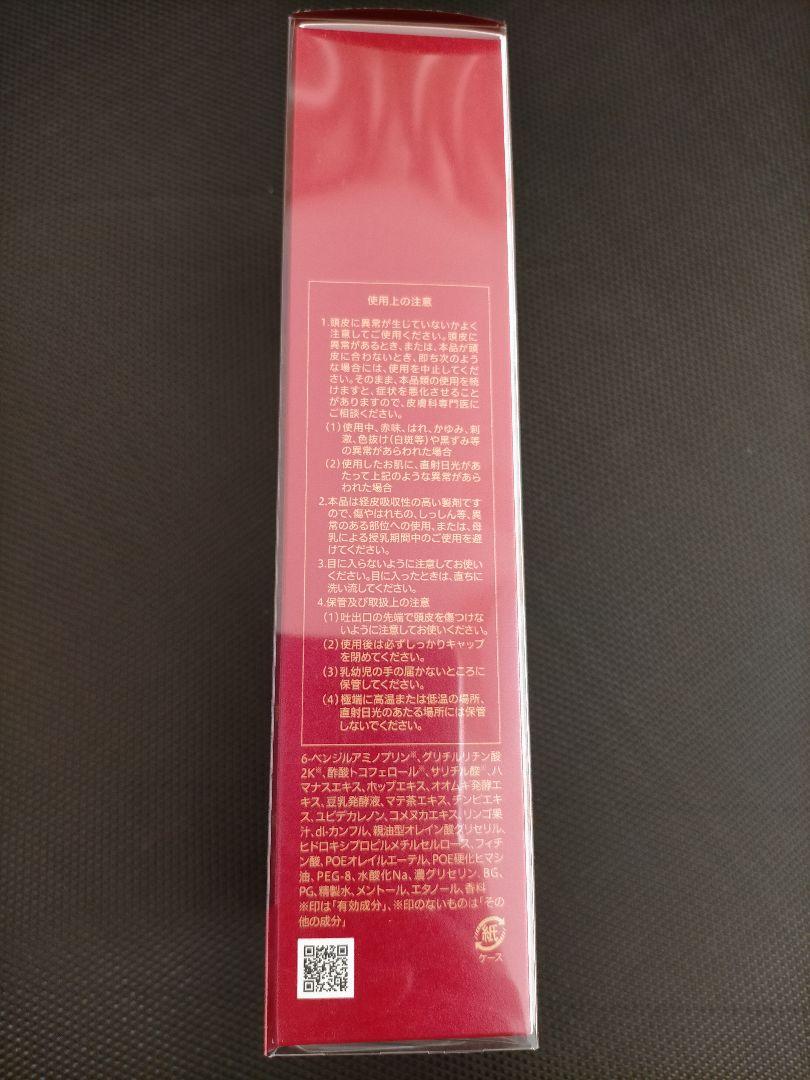 使用上の注意
1.頭皮に異常が生じていないかよく
注意してご使用ください。頭皮に
異常があるとき、または、本品が頭
皮に合わないとき、即ち次のよう
な場合には、使用を中止してくだ
さい。そのまま、本品類の使用を続
けますと、症状を悪化させること
がありますので、皮膚科専門医に
ご相談ください。
(1)使用中、赤味、はれ、かゆみ、刺
激、色抜け(白斑等)や黒ずみ等
の異常があらわれた場合
(2)使用したお肌に、直射日光があ
たって上記のような異常があら
われた場合
2.本品は経皮吸収性の高い製剤です
ので、傷やはれもの、しっしん等、異
常のある部位への使用、または、母
乳による授乳期間中のご使用を避
けてください。
3.目に入らないように注意してお使い
ください。目に入ったときは、直ちに
洗い流してください。
4.保管及び取扱上の注意
(1)吐出口の先端で頭皮を傷つけな
いように注意してお使いください。
(2)使用後は必ずしっかりキャップ
を閉めてください。
(3)乳幼児の手の届かないところに
保管してください。
(4)極端に高温または低温の場所、
直射日光のあたる場所には保管
しないでください。
6-ベンジルアミノプリン※、グリチルリチン酸
2K※、酢酸トコフェロール※、サリチル酸※、ハ
マナスエキス、ホップエキス、オオムギ発酵エ
キス、豆乳発酵液、マテ茶エキス、チンピエキ
ス、ユビデカレノン、コメヌカエキス、リンゴ果
汁、dl-カンフル、親油型オレイン酸グリセリル、
ヒドロキシプロピルメチルセルロース、フィチ
ン酸、POEオレイルエーテル、POE硬化ヒマシ
油、PEG-8、水酸化Na、濃グリセリン、BG、
PG、精製水、メントール、エタノール、香料
※印は「有効成分」、※印のないものは「その
他の成分」
紙
ケース